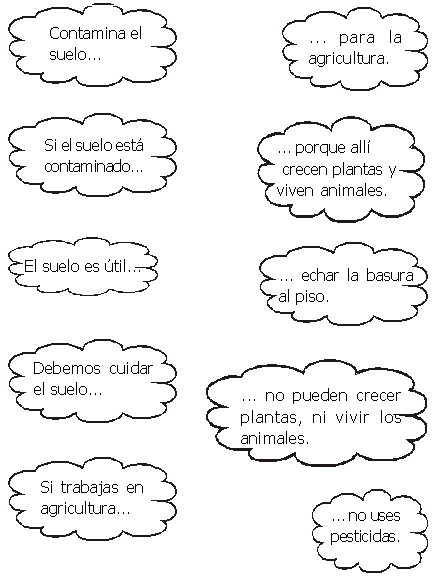 Contamina el
suelo...
... para la
agricultura.
Si el suelo está
contaminado...
... porque allí
crecen plantas y
viven animales.
El suelo es útil...
... echar la basura
al piso.
Debemos cuidar
el suelo...
... no pueden crecer
plantas, ni vivir los
animales.
Si trabajas en
agricultura...
... no uses
pesticidas.